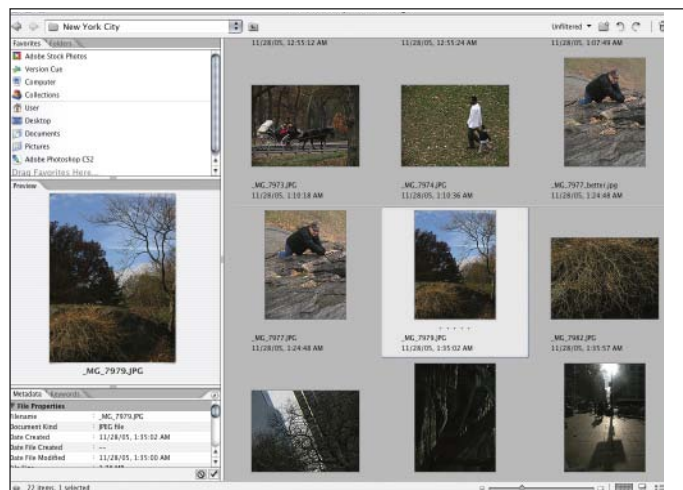 New York City
Unfiltered
Favorites Folders
Adobe Stock Photos
Version Cue
Computer
Collections
User
Desktop
Documents
Pictures
Adobe Photoshop CS2
Drag Favorites Here...
Preview
_MG_7979.JPG
Metadata Keywords
File Properties
Filename : _MG_7979.JPG
Document Kind : JPEG file
Date Created : 11/28/05, 1:35:02 AM
Date File Created : --
Date File Modified : 11/28/05, 1:35:00 AM
22 items, 1 selected
11/28/05, 12:55:12 AM
11/28/05, 12:55:24 AM
11/28/05, 1:07:49 AM
_MG_7973.JPG
11/28/05, 1:10:18 AM
_MG_7974.JPG
11/28/05, 1:10:36 AM
_MG_7977_better.jpg
11/28/05, 1:24:48 AM
_MG_7977.JPG
11/28/05, 1:24:48 AM
_MG_7979.JPG
11/28/05, 1:35:02 AM
_MG_7982.JPG
11/28/05, 1:35:57 AM